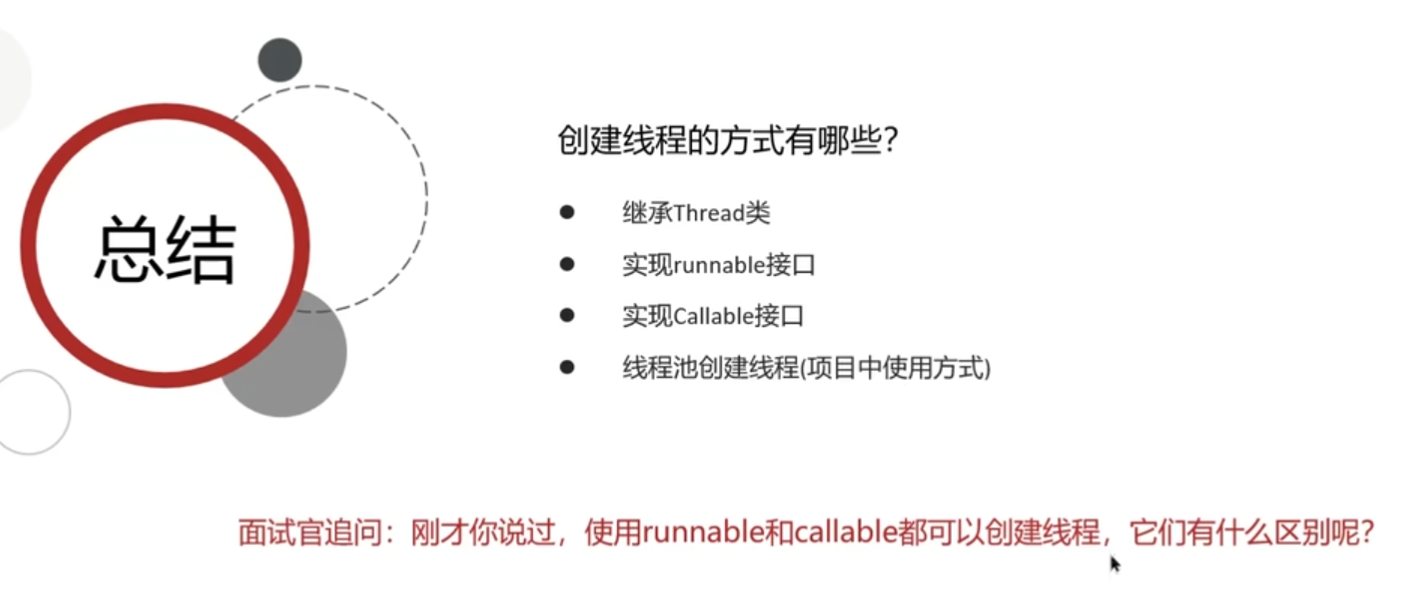 总结
创建线程的方式有哪些？
继承Thread类
实现runnable接口
实现Callable接口
线程池创建线程(项目中使用方式)
面试官追问：刚才你说过，使用runnable和callable都可以创建线程，它们有什么区别呢？